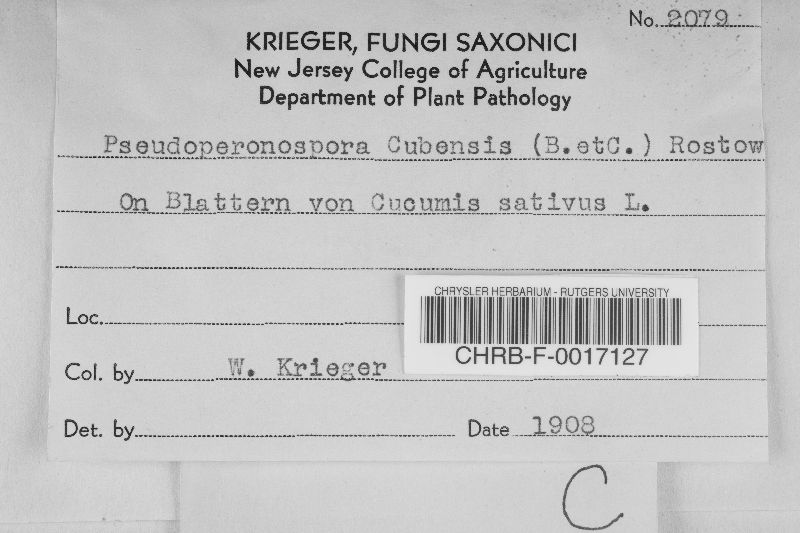 No. 2079
KRIEGER, FUNGI SAXONICI
New Jersey College of Agriculture
Department of Plant Pathology
Pseudoperonospora Cubensis (B.etC.) Rostow
On Blattern von Cucumis sativus L.
CHRYSLER HERBARIUM - RUTGERS UNIVERSITY
CHRB-F-0017127
Loc.
Col. by W. Krieger
Det. by Date 1908
C